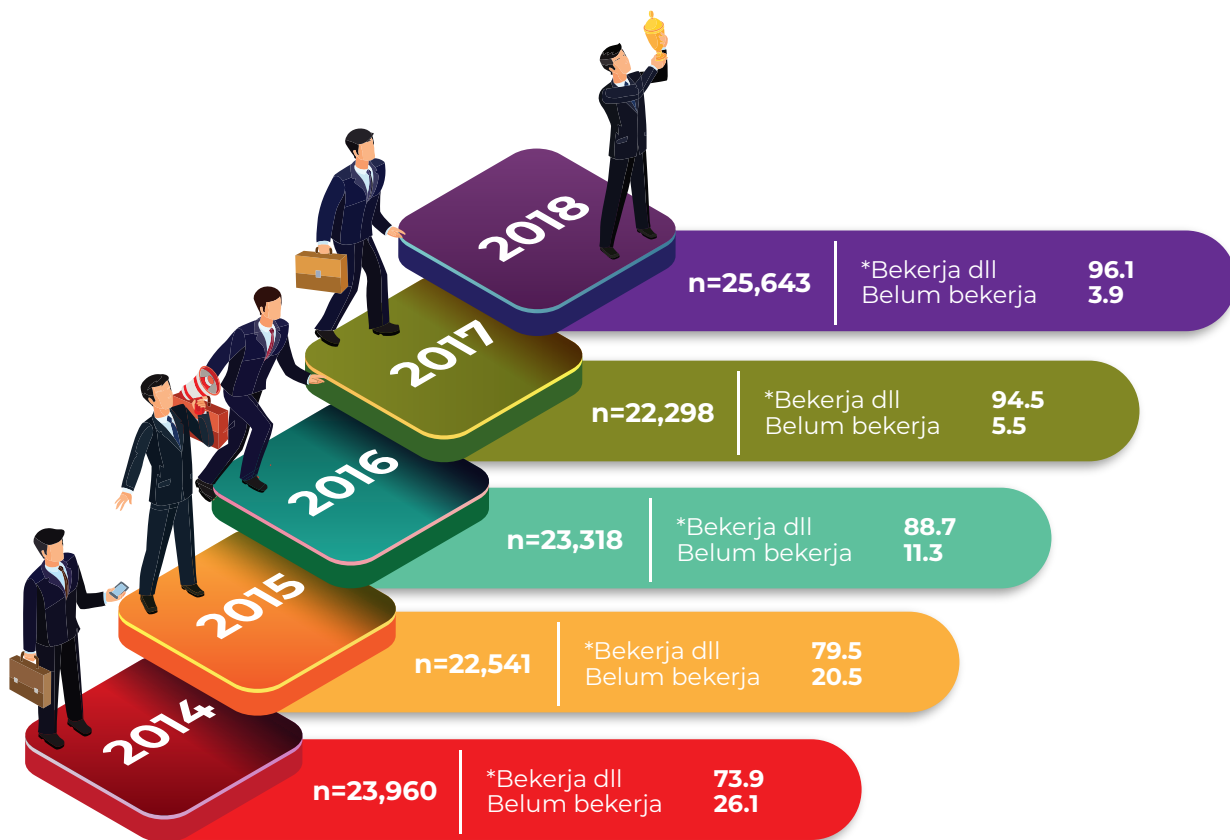 2018
n=25,643
*Bekerja dll 96.1
Belum bekerja 3.9
2017
n=22,298
*Bekerja dll 94.5
Belum bekerja 5.5
2016
n=23,318
*Bekerja dll 88.7
Belum bekerja 11.3
2015
n=22,541
*Bekerja dll 79.5
Belum bekerja 20.5
2014
n=23,960
*Bekerja dll 73.9
Belum bekerja 26.1